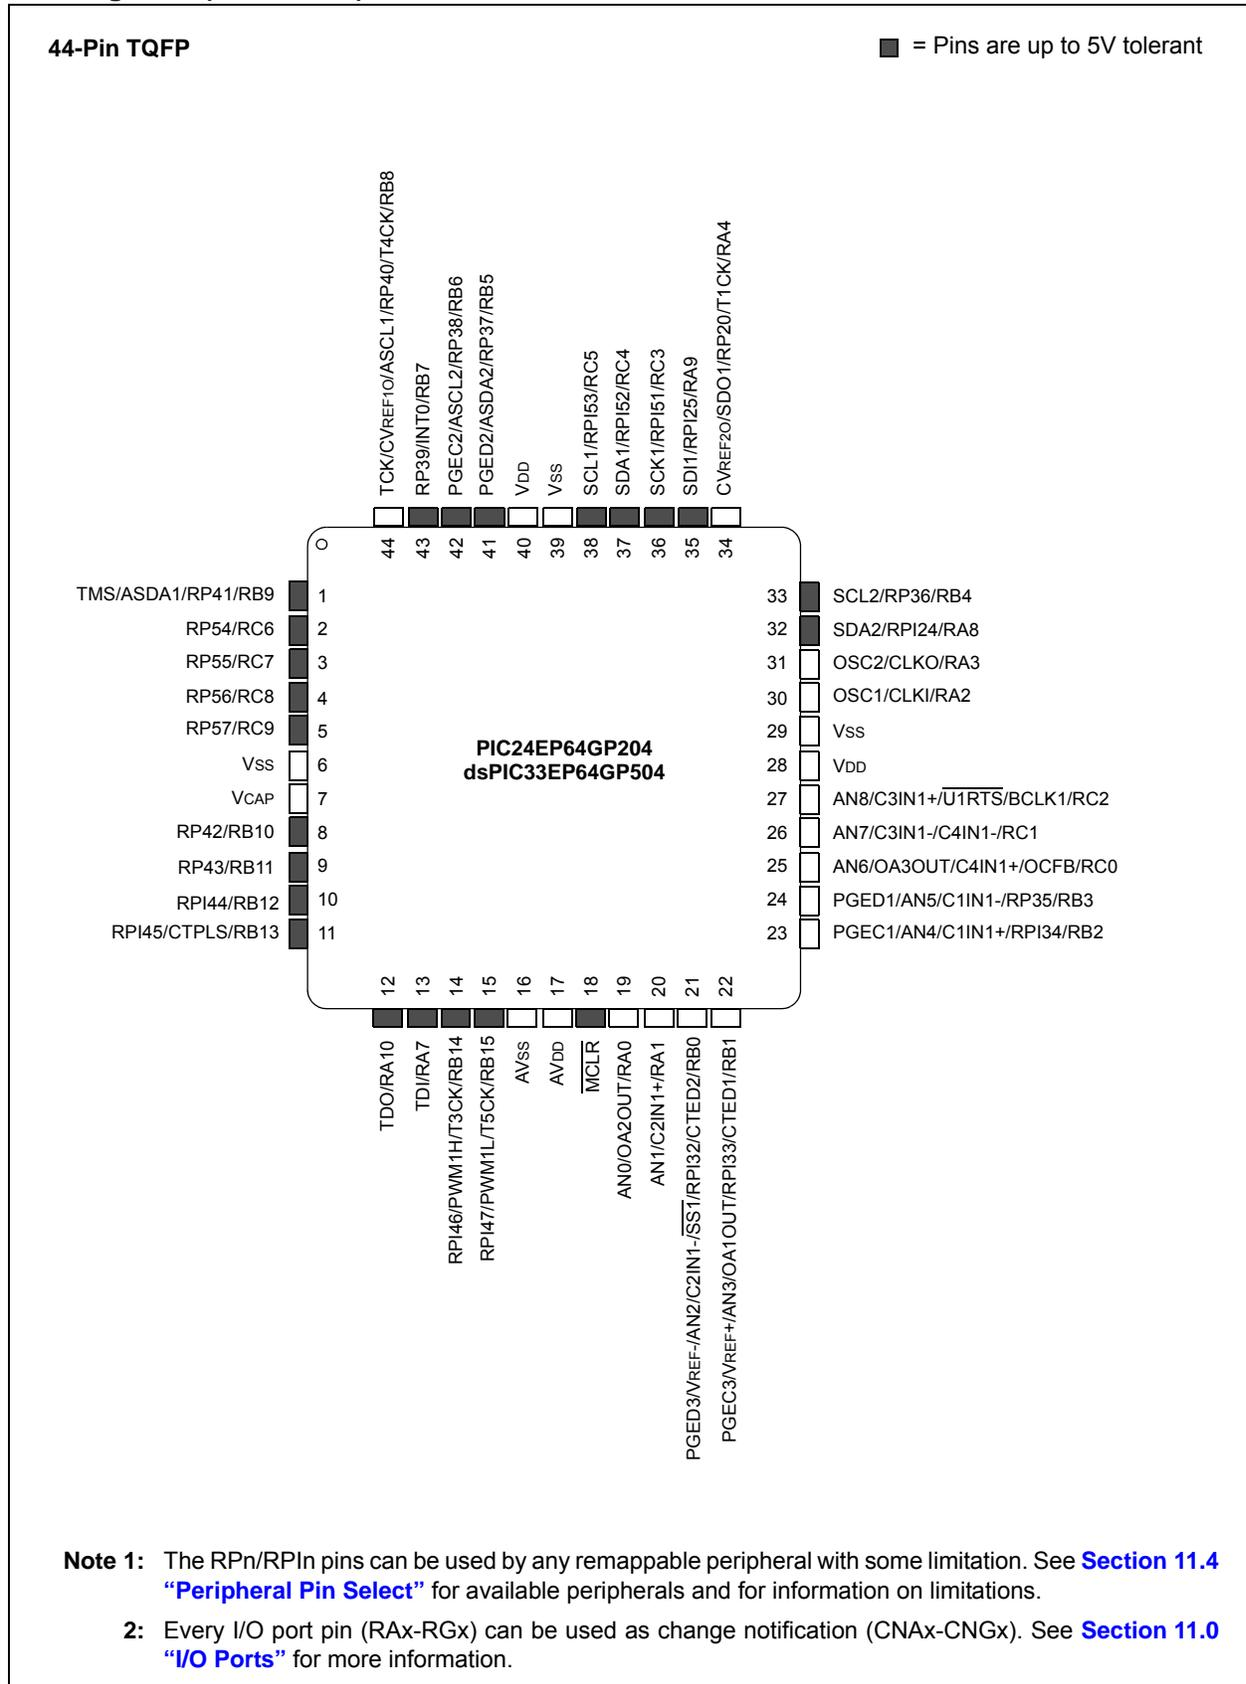 44-Pin TQFP
= Pins are up to 5V tolerant
TCK/CVREF1O/ASCL1/RP40/T4CK/RB8
RP39/INT0/RB7
PGEC2/ASCL2/RP38/RB6
PGED2/ASDA2/RP37/RB5
VDD
VSS
SCL1/RPI53/RC5
SDA1/RPI52/RC4
SCK1/RPI51/RC3
SDI1/RPI25/RA9
CVREF2O/SDO1/RP20/T1CK/RA4
44 43 42 41 40 39 38 37 36 35 34
TMS/ASDA1/RP41/RB9 1 33 SCL2/RP36/RB4
RP54/RC6 2 32 SDA2/RPI24/RA8
RP55/RC7 3 31 OSC2/CLKO/RA3
RP56/RC8 4 30 OSC1/CLKI/RA2
RP57/RC9 5 29 VSS
PIC24EP64GP204
dsPIC33EP64GP504
VSS 6 28 VDD
VCAP 7 27 AN8/C3IN1+/U1RTS/BCLK1/RC2
RP42/RB10 8 26 AN7/C3IN1-/C4IN1-/RC1
RP43/RB11 9 25 AN6/OA3OUT/C4IN1+/OCFB/RC0
RPI44/RB12 10 24 PGED1/AN5/C1IN1-/RP35/RB3
RPI45/CTPLS/RB13 11 23 PGEC1/AN4/C1IN1+/RPI34/RB2
12 13 14 15 16 17 18 19 20 21 22
TDO/RA10
TDI/RA7
RPI46/PWM1H/T3CK/RB14
RPI47/PWM1L/T5CK/RB15
AVSS
AVDD
MCLR
AN0/OA2OUT/RA0
AN1/C2IN1+/RA1
PGED3/VREF-/AN2/C2IN1-/SS1/RPI32/CTED2/RB0
PGEC3/VREF+/AN3/OA1OUT/RPI33/CTED1/RB1
Note 1: The RPn/RPIn pins can be used by any remappable peripheral with some limitation. See Section 11.4
“Peripheral Pin Select” for available peripherals and for information on limitations.
2: Every I/O port pin (RAx-RGx) can be used as change notification (CNAx-CNGx). See Section 11.0
“I/O Ports” for more information.